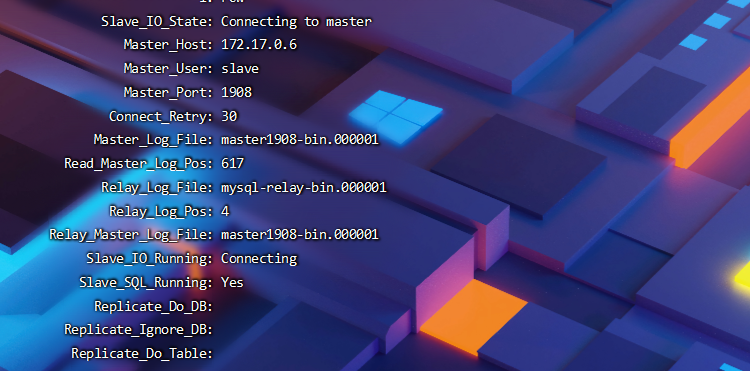 Slave_IO_State: Connecting to master
Master_Host: 172.17.0.6
Master_User: slave
Master_Port: 1908
Connect_Retry: 30
Master_Log_File: master1908-bin.000001
Read_Master_Log_Pos: 617
Relay_Log_File: mysql-relay-bin.000001
Relay_Log_Pos: 4
Relay_Master_Log_File: master1908-bin.000001
Slave_IO_Running: Connecting
Slave_SQL_Running: Yes
Replicate_Do_DB:
Replicate_Ignore_DB:
Replicate_Do_Table: